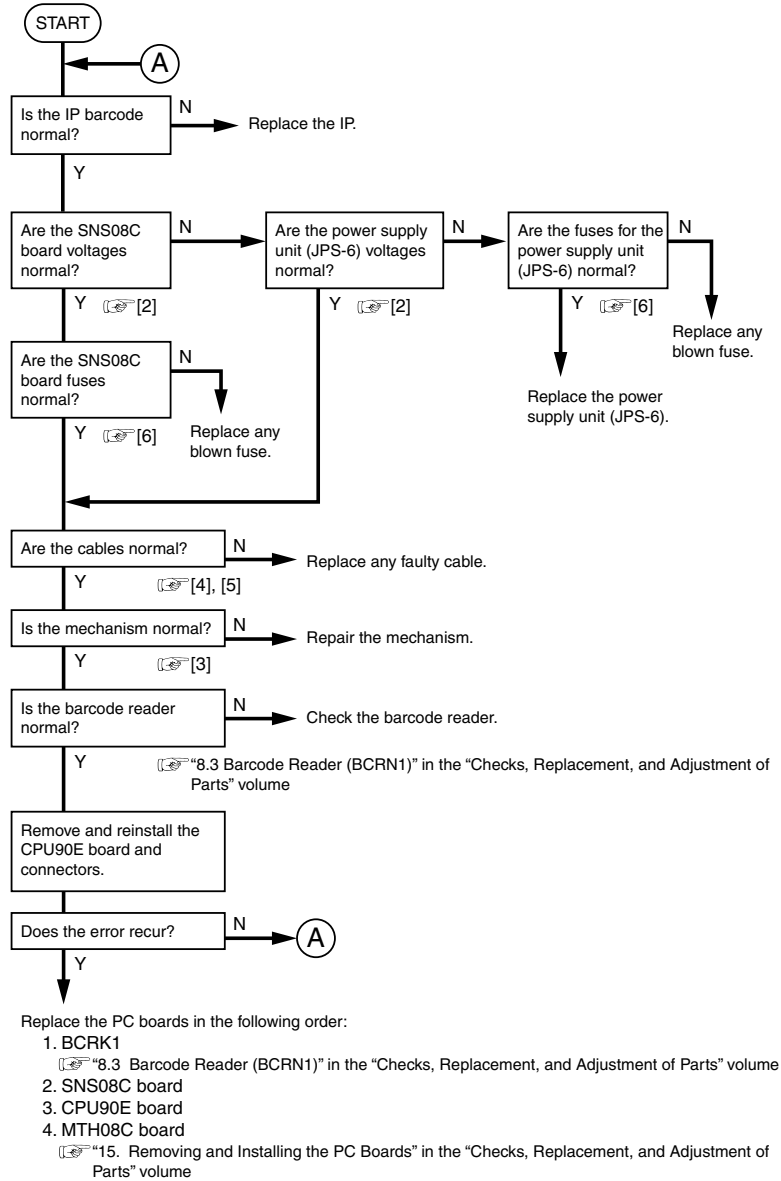 START
A
Is the IP barcode
normal?
N
Replace the IP.
Y
Are the SNS08C
board voltages
normal?
N
Are the power supply
unit (JPS-6) voltages
normal?
N
Are the fuses for the
power supply unit
(JPS-6) normal?
N
Y
[2]
Y
[2]
Y
[6]
Replace any
blown fuse.
Replace the power
supply unit (JPS-6).
Are the SNS08C
board fuses
normal?
N
Y
[6]
Replace any
blown fuse.
Are the cables normal?
N
Replace any faulty cable.
Y
[4], [5]
Is the mechanism normal?
N
Repair the mechanism.
Y
[3]
Is the barcode reader
normal?
N
Check the barcode reader.
Y
“8.3 Barcode Reader (BCRN1)” in the “Checks, Replacement, and Adjustment of
Parts” volume
Remove and reinstall the
CPU90E board and
connectors.
Does the error recur?
N
A
Y
Replace the PC boards in the following order:
1. BCRK1
“8.3 Barcode Reader (BCRN1)” in the “Checks, Replacement, and Adjustment of Parts” volume
2. SNS08C board
3. CPU90E board
4. MTH08C board
“15. Removing and Installing the PC Boards” in the “Checks, Replacement, and Adjustment of
Parts” volume